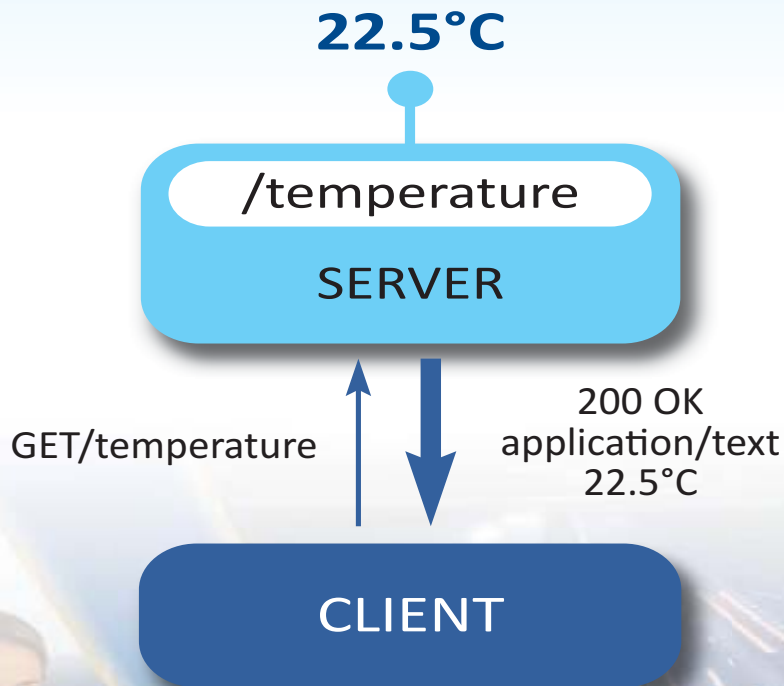 22.5°C
/temperature
SERVER
GET/temperature
200 OK
application/text
22.5°C
CLIENT